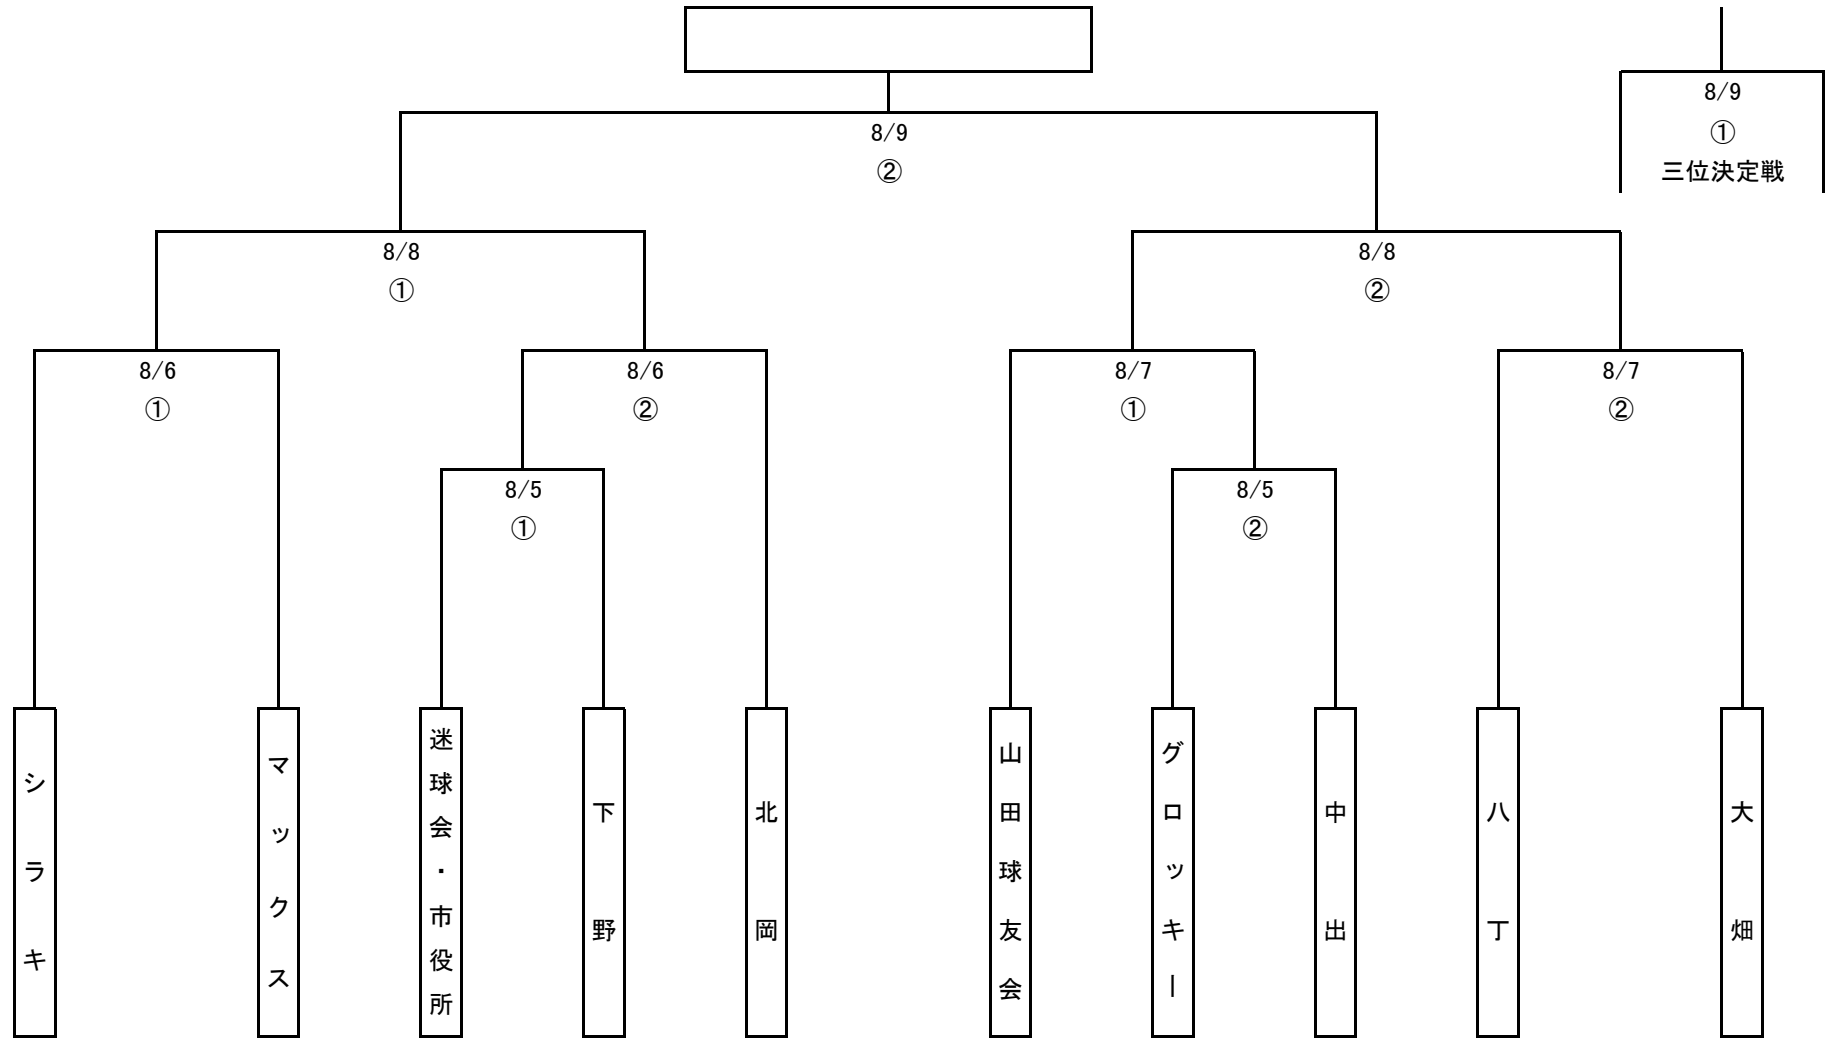 8/9
①
三位決定戦
8/9
②
8/8
①
8/8
②
8/6
①
8/6
②
8/7
①
8/7
②
8/5
①
8/5
②
シラキ
マックス
迷球会・市役所
下野
北岡
山田球友会
グロッキー
中出
八丁
大畑